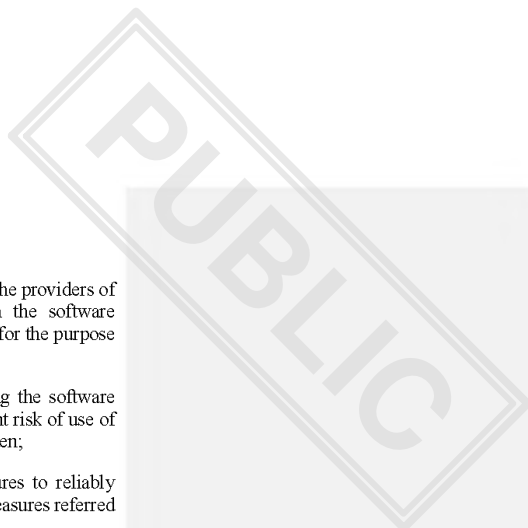 PUBLIC
he providers of
the software
for the purpose
g the software
nt risk of use of
en;
res to reliably
easures referred